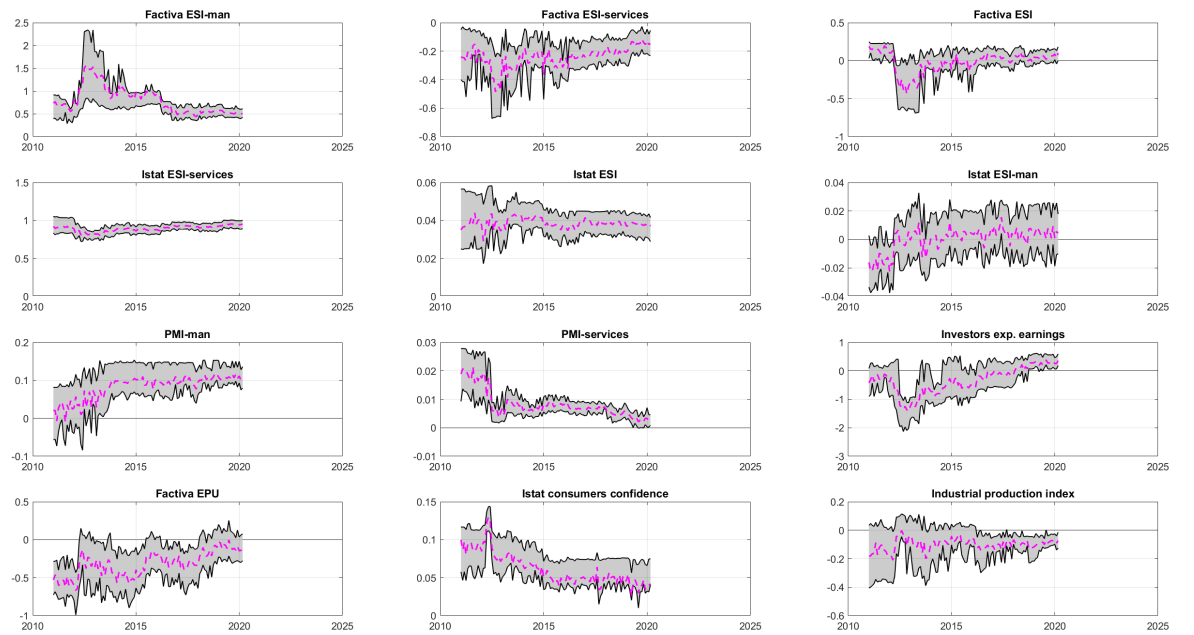 Factiva ESI-man
2.5
2
1.5
1
0.5
0
2010 2015 2020 2025
Factiva ESI-services
0
-0.2
-0.4
-0.6
-0.8
2010 2015 2020 2025
Factiva ESI
0.5
0
-0.5
-1
2010 2015 2020 2025
Istat ESI-services
1.5
1
0.5
0
2010 2015 2020 2025
Istat ESI
0.06
0.04
0.02
0
2010 2015 2020 2025
Istat ESI-man
0.04
0.02
0
-0.02
-0.04
2010 2015 2020 2025
PMI-man
0.2
0.1
0
-0.1
2010 2015 2020 2025
PMI-services
0.03
0.02
0.01
0
-0.01
2010 2015 2020 2025
Investors exp. earnings
1
0
-1
-2
-3
2010 2015 2020 2025
Factiva EPU
0.5
0
-0.5
-1
2010 2015 2020 2025
Istat consumers confidence
0.15
0.1
0.05
0
2010 2015 2020 2025
Industrial production index
0.2
0
-0.2
-0.4
-0.6
2010 2015 2020 2025